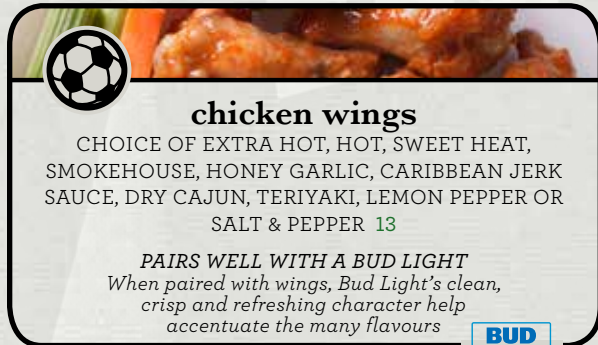 chicken wings
CHOICE OF EXTRA HOT, HOT, SWEET HEAT,
SMOKEHOUSE, HONEY GARLIC, CARIBBEAN JERK
SAUCE, DRY CAJUN, TERIYAKI, LEMON PEPPER OR
SALT & PEPPER 13
PAIRS WELL WITH A BUD LIGHT
When paired with wings, Bud Light's clean,
crisp and refreshing character help
accentuate the many flavours
BUD